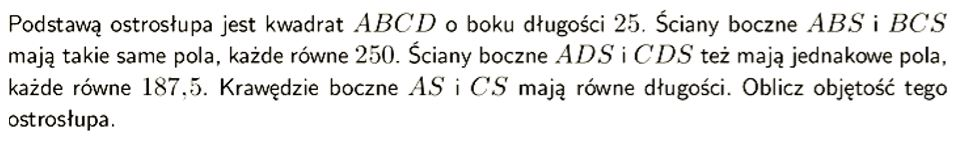 Podstawą ostrosłupa jest kwadrat ABCD o boku długości 25. Ściany boczne ABS i BCS
mają takie same pola, każde równe 250. Ściany boczne ADS i CDS też mają jednakowe pola,
każde równe 187,5. Krawędzie boczne AS i CS mają równe długości. Oblicz objętość tego
ostrosłupa.